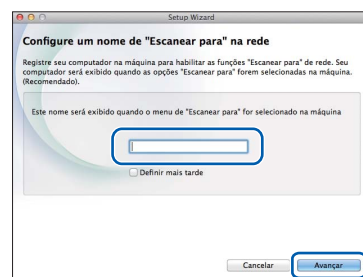 Setup Wizard
Configure um nome de "Escanear para" na rede
Registre seu computador na máquina para habilitar as funções "Escanear para" de rede. Seu
computador será exibido quando as opções "Escanear para" forem selecionadas na máquina.
(Recomendado).
Este nome será exibido quando o menu de "Escanear para" for selecionado na máquina
Definir mais tarde
Cancelar
Avançar